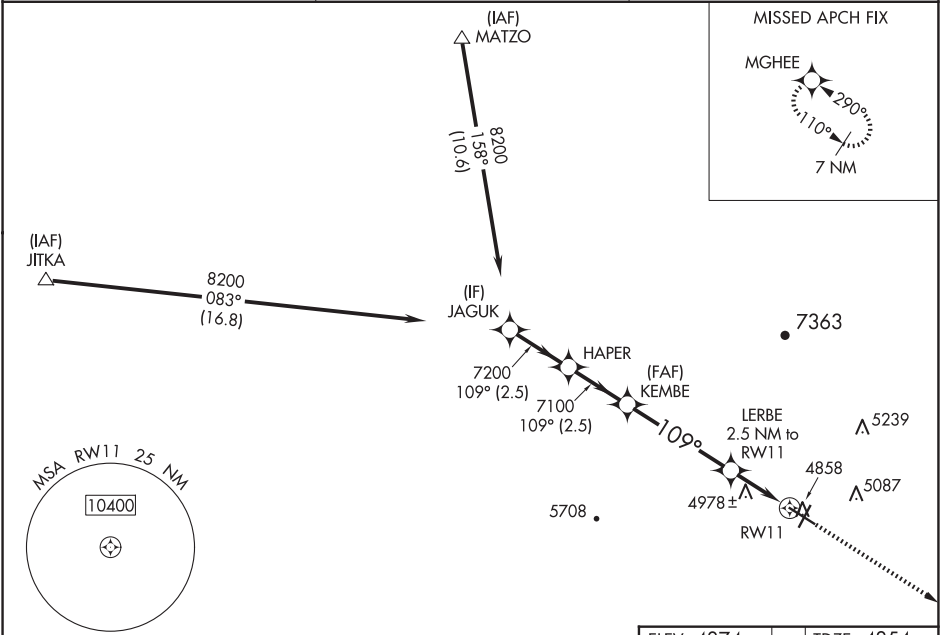 (IAF)
MATZO
MISSED APCH FIX
MGHEE
290°
110°
7 NM
8200
158°
(10.6)
(IAF)
JITKA
8200
083°
(16.8)
(IF)
JAGUK
7363
HAPER
7200
109° (2.5)
(FAF)
KEMBE
7100
109° (2.5)
109°
LERBE
2.5 NM to
RW11
5239
4858
5087
4978±
5708
RW11
MSA RW11 25 NM
10400